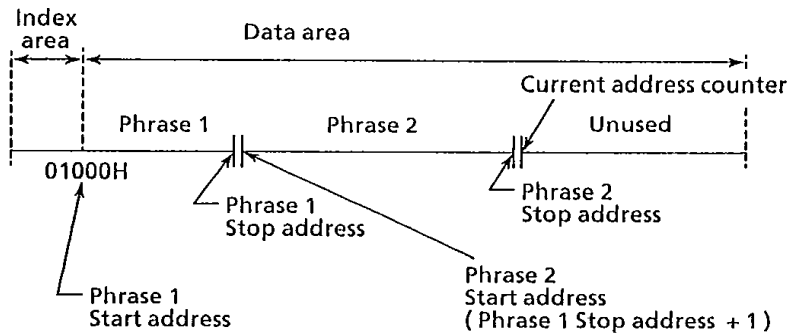 Index
area
Data area
Current address counter
Phrase 1
Phrase 2
Unused
01000H
Phrase 1
Stop address
Phrase 2
Stop address
Phrase 1
Start address
Phrase 2
Start address
( Phrase 1 Stop address + 1 )